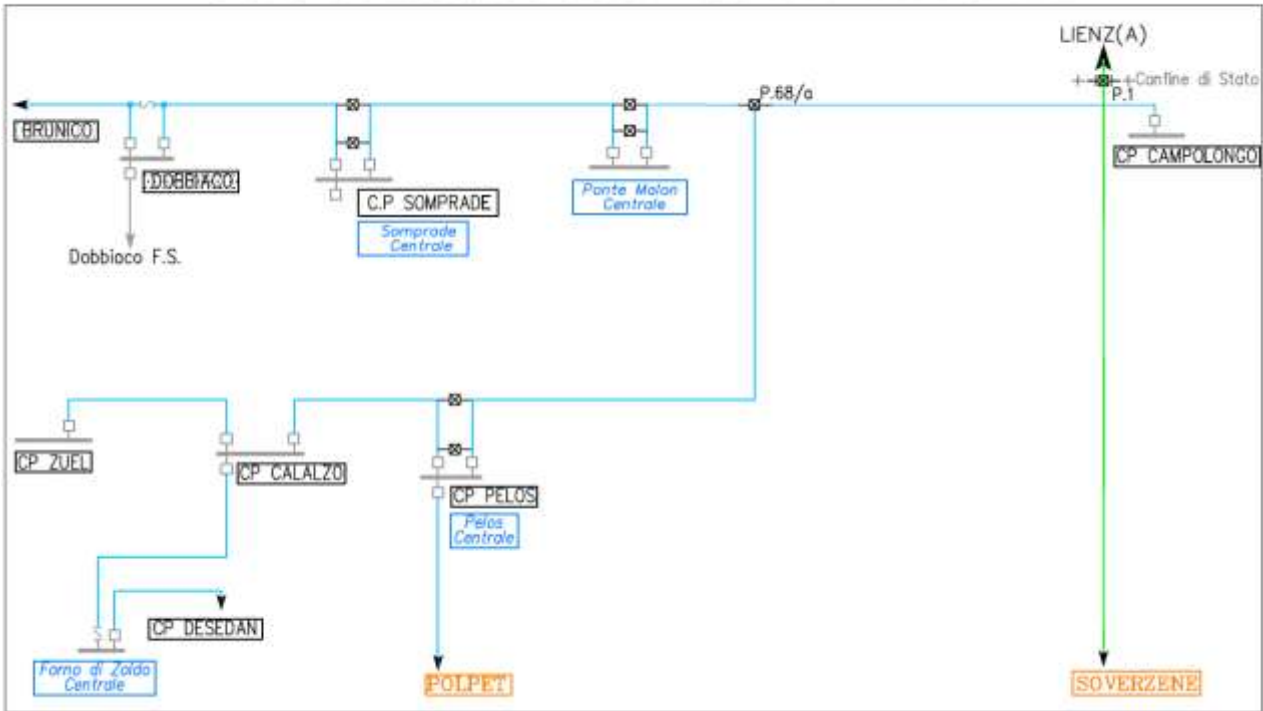 LIENZ(A)
Confine di Stato
P.68/a
P.1
BRUNICO
DOBBIACO
CP CAMPOLONGO
C.P SOMPRADE
Ponte Malon
Centrale
Somprade
Centrale
Dobbiaco F.S.
CP ZUEL
CP CALALZO
CP PELOS
Pelos
Centrale
CP DESEDAN
Forno di Zoldo
Centrale
POLPET
SOVERZENE